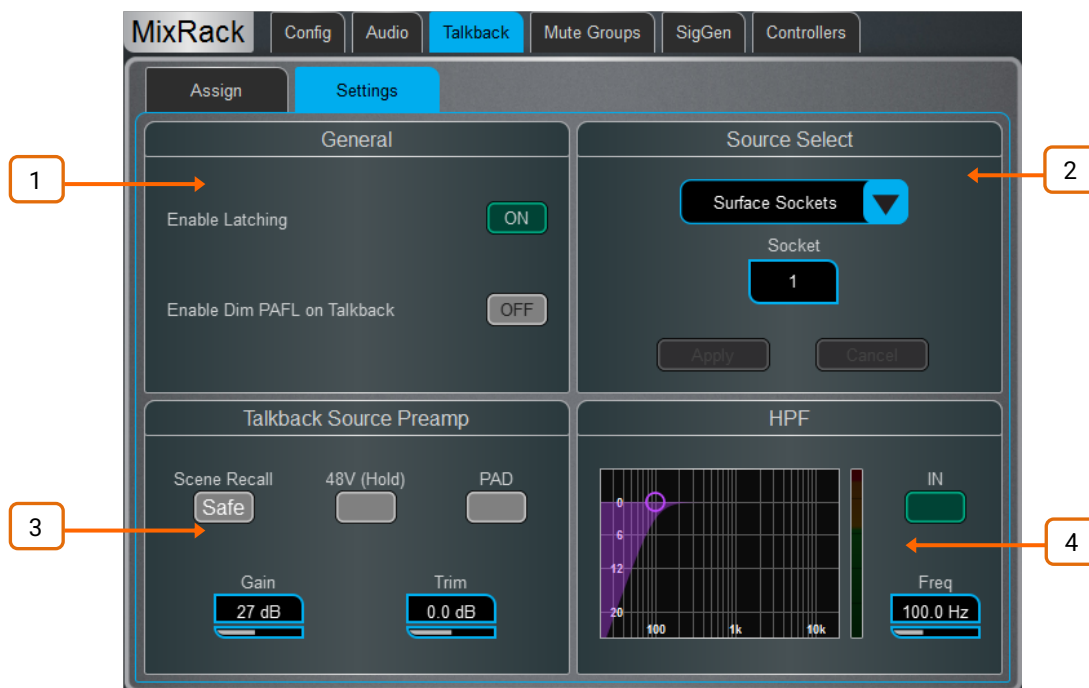 MixRack Config Audio Talkback Mute Groups SigGen Controllers
Assign Settings
General
1
Enable Latching ON
Enable Dim PAFL on Talkback OFF
Source Select
2
Surface Sockets
Socket
1
Apply Cancel
Talkback Source Preamp
Scene Recall 48V (Hold) PAD
Safe
3
Gain Trim
27 dB 0.0 dB
HPF
0
6
12
20
100 1k 10k
IN
4
Freq
100.0 Hz